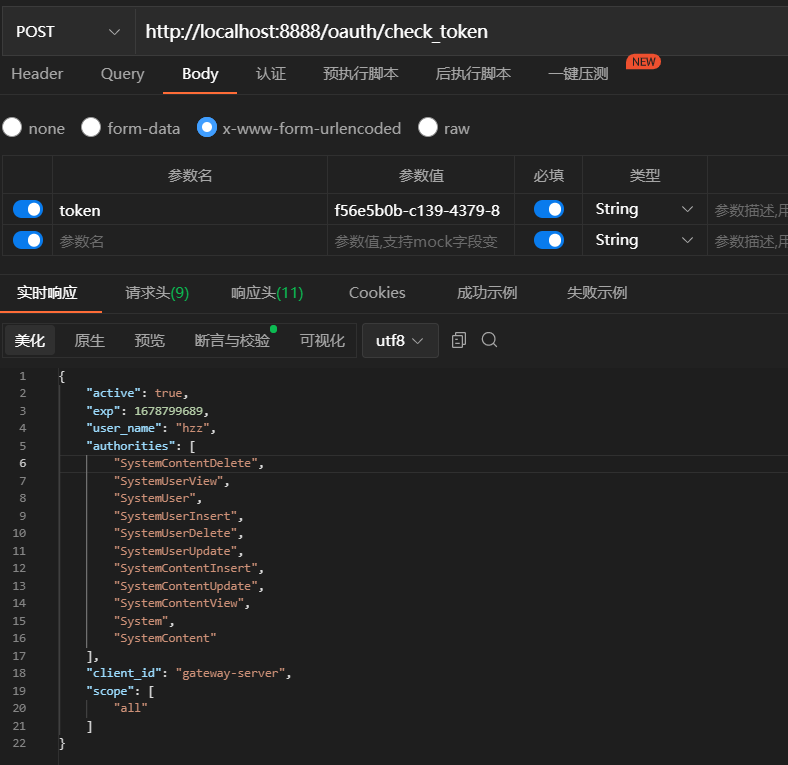 POST http://localhost:8888/oauth/check_token
Header Query Body 认证 预执行脚本 后执行脚本 一键压测 NEW
none form-data x-www-form-urlencoded raw
参数名 参数值 必填 类型
token f56e5b0b-c139-4379-8 String 参数描述,用
参数名 参数值,支持mock字段变 String 参数描述,用
实时响应 请求头(9) 响应头(11) Cookies 成功示例 失败示例
美化 原生 预览 断言与校验 可视化 utf8
1 {
2 "active": true,
3 "exp": 1678799689,
4 "user_name": "hzz",
5 "authorities": [
6 "SystemContentDelete",
7 "SystemUserView",
8 "SystemUser",
9 "SystemUserInsert",
10 "SystemUserDelete",
11 "SystemUserUpdate",
12 "SystemContentInsert",
13 "SystemContentUpdate",
14 "SystemContentView",
15 "System",
16 "SystemContent"
17 ],
18 "client_id": "gateway-server",
19 "scope": [
20 "all"
21 ]
22 }